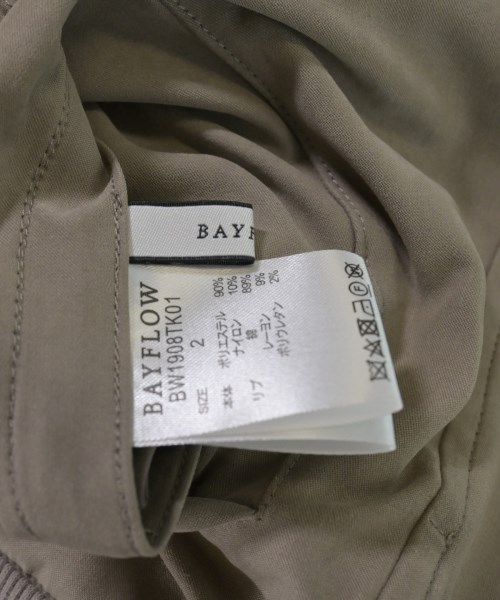 BAYF
BAYFLOW
BW1908TK01
SIZE 2
本体 ポリエステル 90%
ナイロン 10%
リブ 綿 89%
レーヨン 9%
ポリウレタン 2%